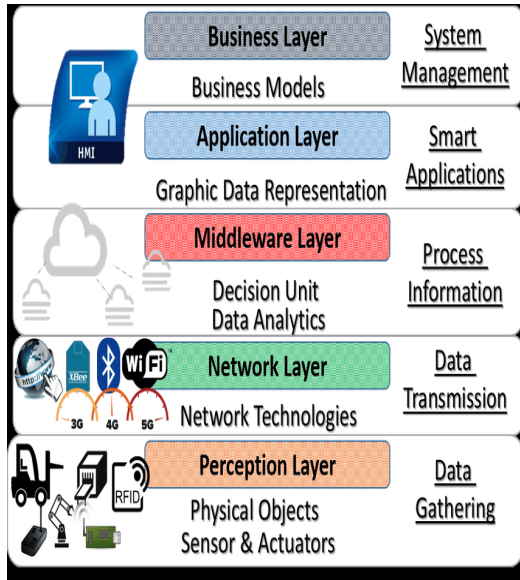 Business Layer
Business Models
System
Management
HMI
Application Layer
Graphic Data Representation
Smart
Applications
Middleware Layer
Decision Unit
Data Analytics
Process
Information
http://
XBee
WiFi
Network Layer
3G
4G
5G
Network Technologies
Data
Transmission
Perception Layer
RFID
Physical Objects
Sensor & Actuators
Data
Gathering